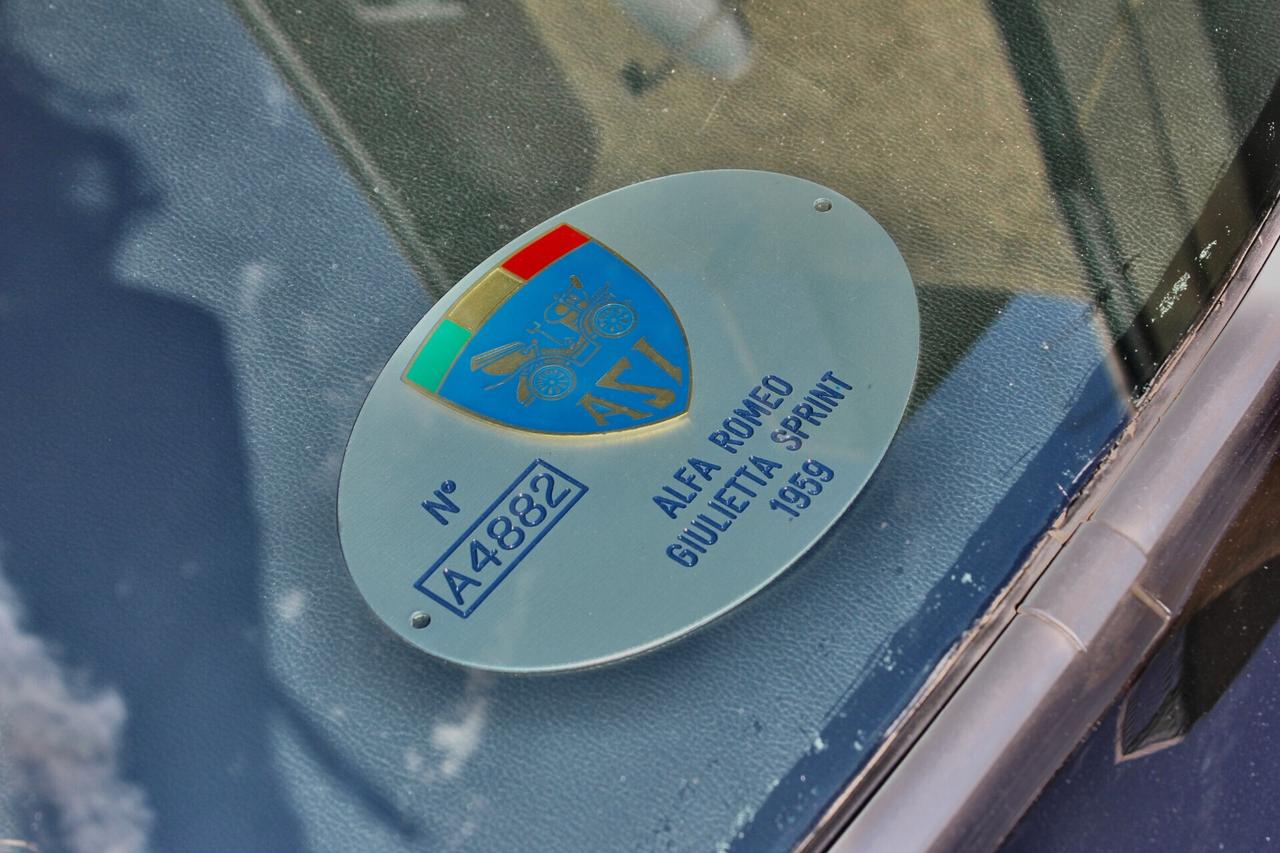 ASI
N°
A4882
ALFA ROMEO
GIULIETTA SPRINT
1959